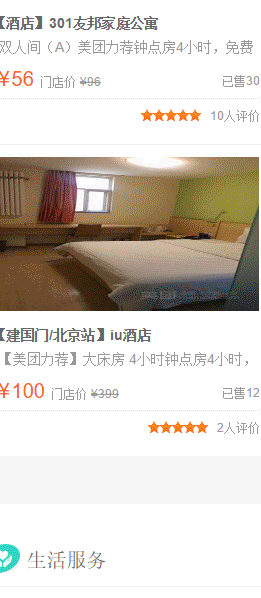 【酒店】301友邦家庭公寓
双人间（A）美团力荐钟点房4小时，免费
¥56 门店价 ¥96 已售30
10人评价
【建国门/北京站】iu酒店
【美团力荐】大床房 4小时钟点房4小时，
¥100 门店价 ¥399 已售12
2人评价
生活服务